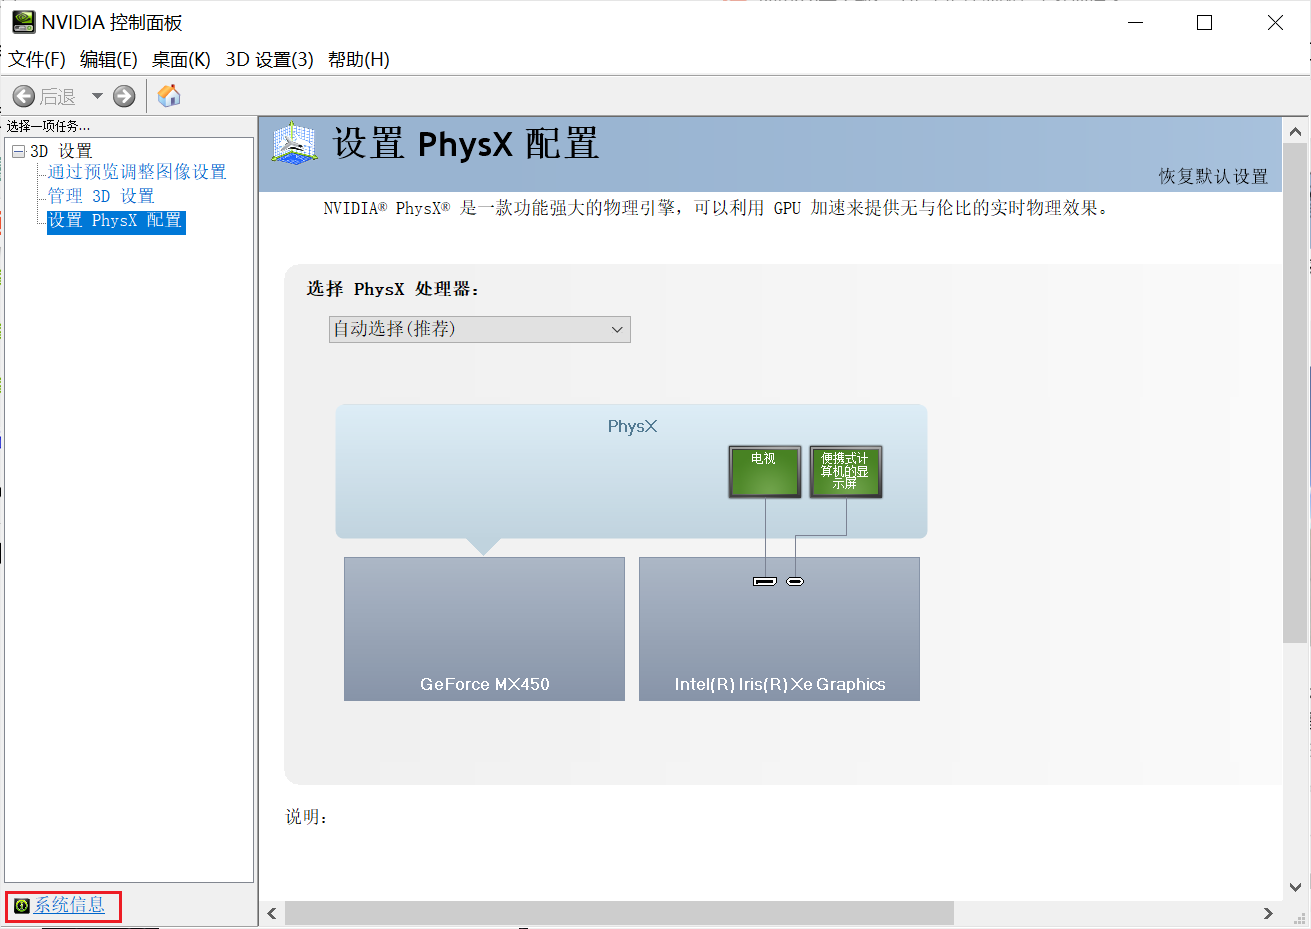 NVIDIA 控制面板
文件(F) 编辑(E) 桌面(K) 3D 设置(3) 帮助(H)
后退
选择一项任务...
3D 设置
通过预览调整图像设置
管理 3D 设置
设置 PhysX 配置
系统信息
设置 PhysX 配置
恢复默认设置
NVIDIA® PhysX® 是一款功能强大的物理引擎，可以利用 GPU 加速来提供无与伦比的实时物理效果。
选择 PhysX 处理器:
自动选择(推荐)
PhysX
电视
便携式计
算机的显
示屏
GeForce MX450
Intel(R) Iris(R) Xe Graphics
说明: